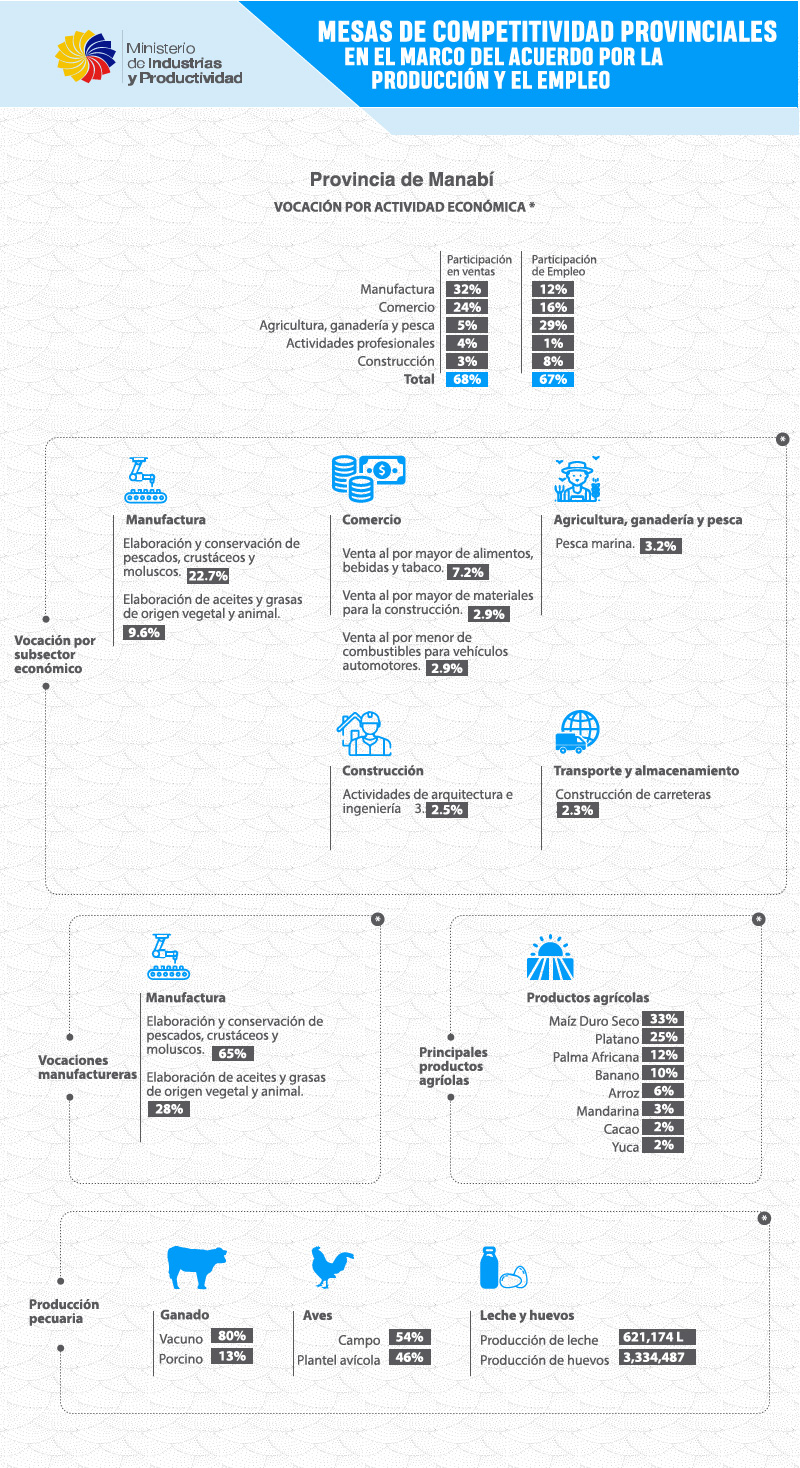 Ministerio
de Industrias
y Productividad
MESAS DE COMPETITIVIDAD PROVINCIALES
EN EL MARCO DEL ACUERDO POR LA
PRODUCCIÓN Y EL EMPLEO
Provincia de Manabí
VOCACIÓN POR ACTIVIDAD ECONÓMICA *
Participación en ventas Participación de Empleo
Manufactura 32% 12%
Comercio 24% 16%
Agricultura, ganadería y pesca 5% 29%
Actividades profesionales 4% 1%
Construcción 3% 8%
Total 68% 67%
*
Vocación por
subsector
económico
Manufactura
Elaboración y conservación de
pescados, crustáceos y
moluscos. 22.7%
Elaboración de aceites y grasas
de origen vegetal y animal.
9.6%
$
Comercio
Venta al por mayor de alimentos,
bebidas y tabaco. 7.2%
Venta al por mayor de materiales
para la construcción. 2.9%
Venta al por menor de
combustibles para vehículos
automotores. 2.9%
Agricultura, ganadería y pesca
Pesca marina. 3.2%
Construcción
Actividades de arquitectura e
ingeniería 3. 2.5%
Transporte y almacenamiento
Construcción de carreteras
2.3%
*
Vocaciones
manufactureras
Manufactura
Elaboración y conservación de
pescados, crustáceos y
moluscos. 65%
Elaboración de aceites y grasas
de origen vegetal y animal.
28%
*
Principales
productos
agríolas
Productos agrícolas
Maíz Duro Seco 33%
Platano 25%
Palma Africana 12%
Banano 10%
Arroz 6%
Mandarina 3%
Cacao 2%
Yuca 2%
*
Producción
pecuaria
Ganado
Vacuno 80%
Porcino 13%
Aves
Campo 54%
Plantel avícola 46%
Leche y huevos
Producción de leche 621,174 L
Producción de huevos 3,334,487